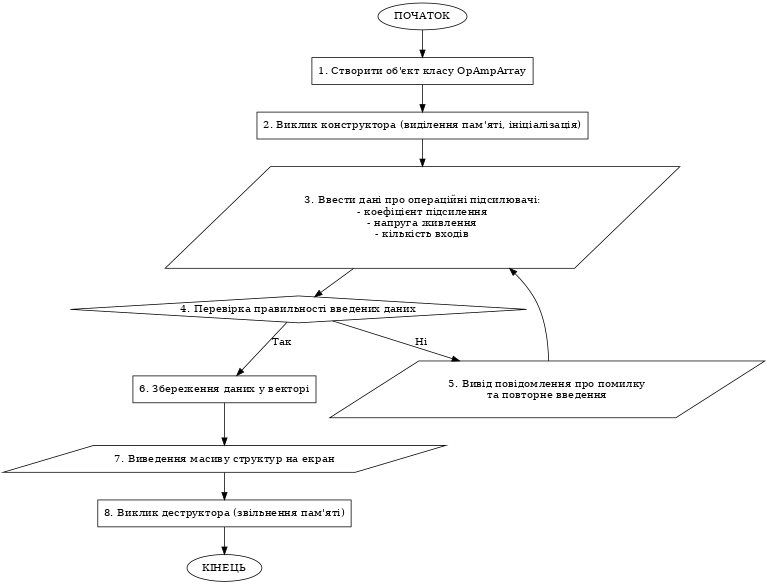 ПОЧАТОК
1. Створити об'єкт класу OpAmpArray
2. Виклик конструктора (виділення пам'яті, ініціалізація)
3. Ввести дані про операційні підсилювачі:
- коефіцієнт підсилення
- напруга живлення
- кількість входів
4. Перевірка правильності введених даних
Так
Ні
5. Вивід повідомлення про помилку
та повторне введення
6. Збереження даних у векторі
7. Виведення масиву структур на екран
8. Виклик деструктора (звільнення пам'яті)
КІНЕЦЬ